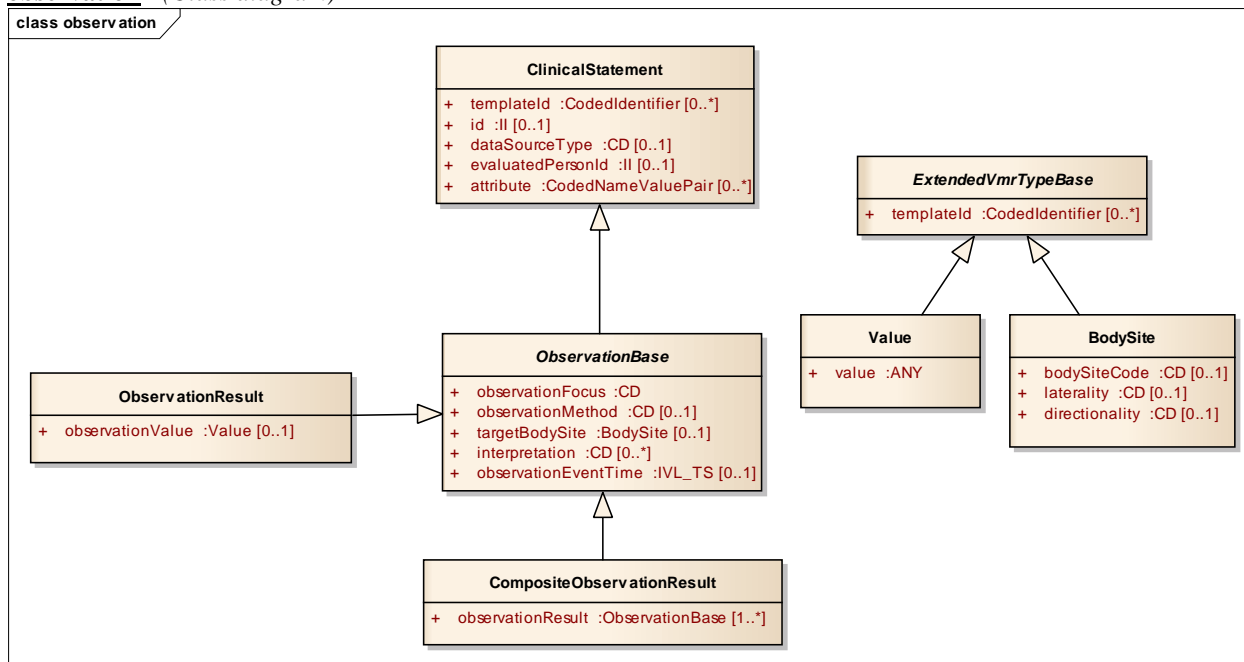 (Class diagram)
class observation
ClinicalStatement
+ templateId :CodedIdentifier [0..*]
+ id :II [0..1]
+ dataSourceType :CD [0..1]
+ evaluatedPersonId :II [0..1]
+ attribute :CodedNameValuePair [0..*]
ExtendedVmrTypeBase
+ templateId :CodedIdentifier [0..*]
Value
+ value :ANY
BodySite
+ bodySiteCode :CD [0..1]
+ laterality :CD [0..1]
+ directionality :CD [0..1]
ObservationBase
+ observationFocus :CD
+ observationMethod :CD [0..1]
+ targetBodySite :BodySite [0..1]
+ interpretation :CD [0..*]
+ observationEventTime :IVL_TS [0..1]
ObservationResult
+ observationValue :Value [0..1]
CompositeObservationResult
+ observationResult :ObservationBase [1..*]